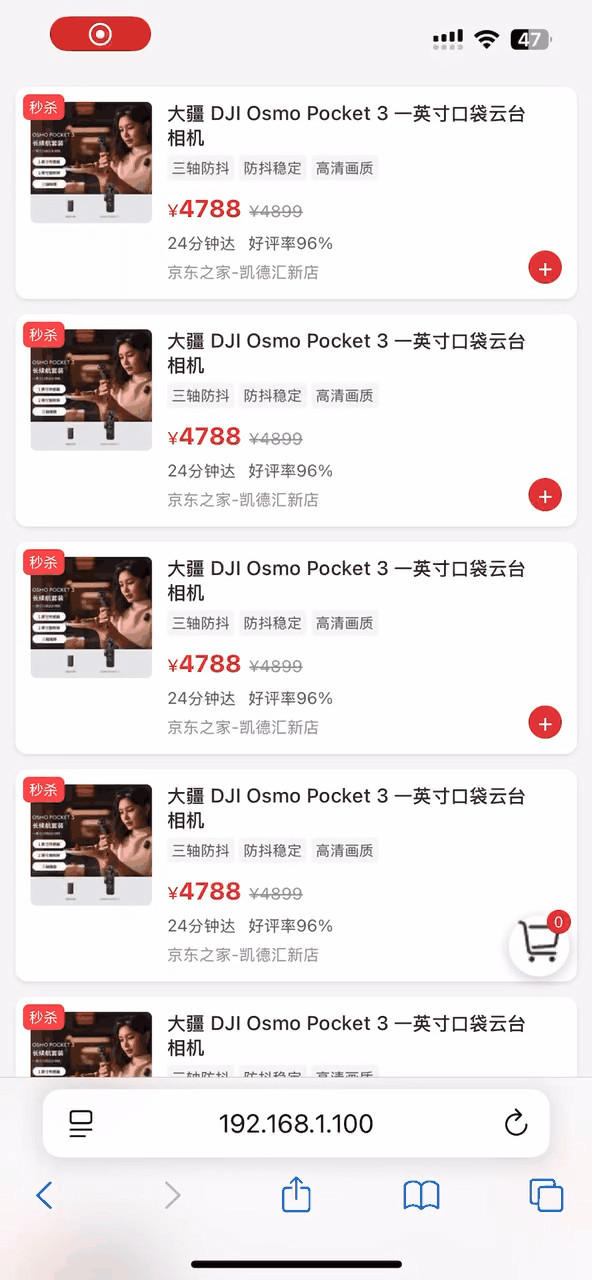 47
秒杀
OSMO POCKET 3
长续航套装
大疆 DJI Osmo Pocket 3 一英寸口袋云台
相机
三轴防抖 防抖稳定 高清画质
¥4788 ¥4899
24分钟达 好评率96%
京东之家-凯德汇新店
+
秒杀
OSMO POCKET 3
长续航套装
大疆 DJI Osmo Pocket 3 一英寸口袋云台
相机
三轴防抖 防抖稳定 高清画质
¥4788 ¥4899
24分钟达 好评率96%
京东之家-凯德汇新店
+
秒杀
OSMO POCKET 3
长续航套装
大疆 DJI Osmo Pocket 3 一英寸口袋云台
相机
三轴防抖 防抖稳定 高清画质
¥4788 ¥4899
24分钟达 好评率96%
京东之家-凯德汇新店
+
秒杀
OSMO POCKET 3
长续航套装
大疆 DJI Osmo Pocket 3 一英寸口袋云台
相机
三轴防抖 防抖稳定 高清画质
¥4788 ¥4899
24分钟达 好评率96%
京东之家-凯德汇新店
0
秒杀
OSMO POCKET 3
长续航套装
大疆 DJI Osmo Pocket 3 一英寸口袋云台
相机
三轴防抖 防抖稳定 高清画质
192.168.1.100